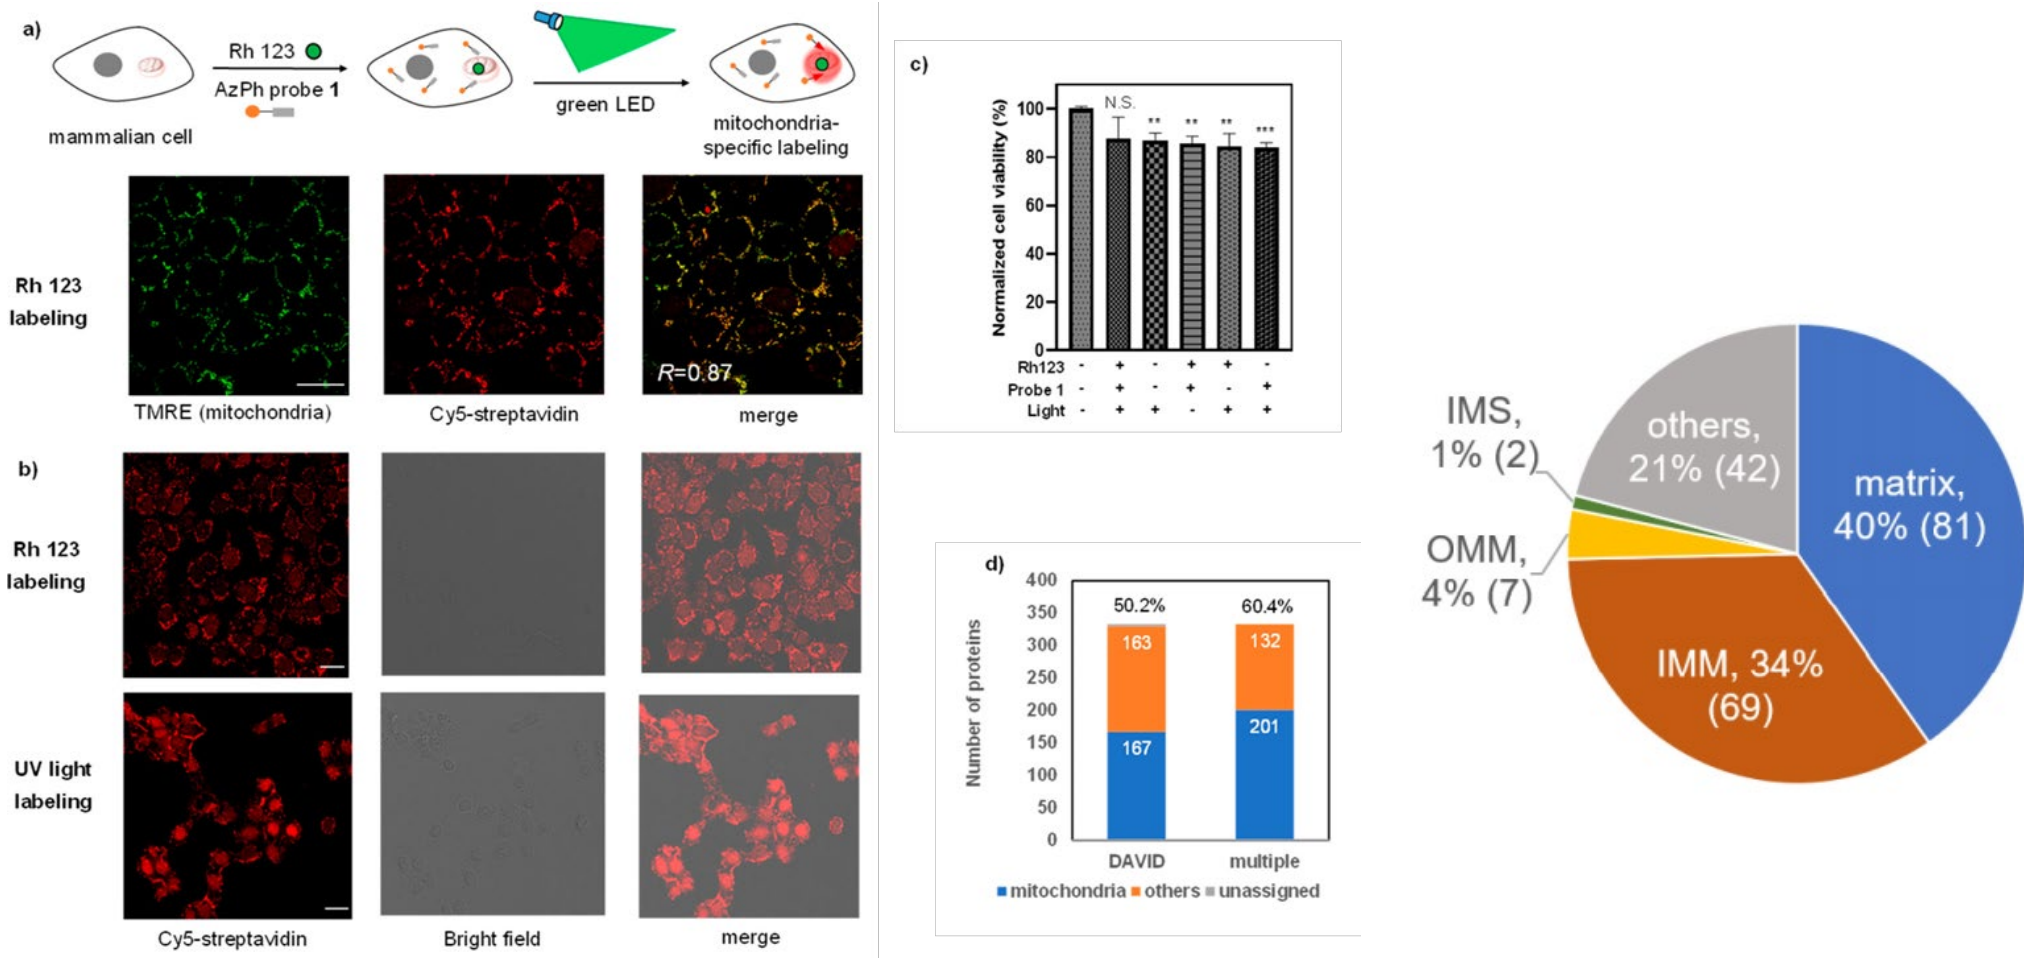 a)
Rh 123
AzPh probe 1
green LED
mammalian cell
mitochondria-
specific labeling
Rh 123
labeling
R=0.87
TMRE (mitochondria)
Cy5-streptavidin
merge
b)
Rh 123
labeling
UV light
labeling
Cy5-streptavidin
Bright field
merge
c)
Normalized cell viability (%)
100
80
60
40
20
0
N.S.
**
**
**
***
Rh123 - + - + + -
Probe 1 - + - + - +
Light - + + - + +
d)
Number of proteins
400
350
300
250
200
150
100
50
0
50.2%
60.4%
163
132
167
201
DAVID
multiple
mitochondria others unassigned
IMS,
1% (2)
OMM,
4% (7)
others,
21% (42)
matrix,
40% (81)
IMM, 34%
(69)